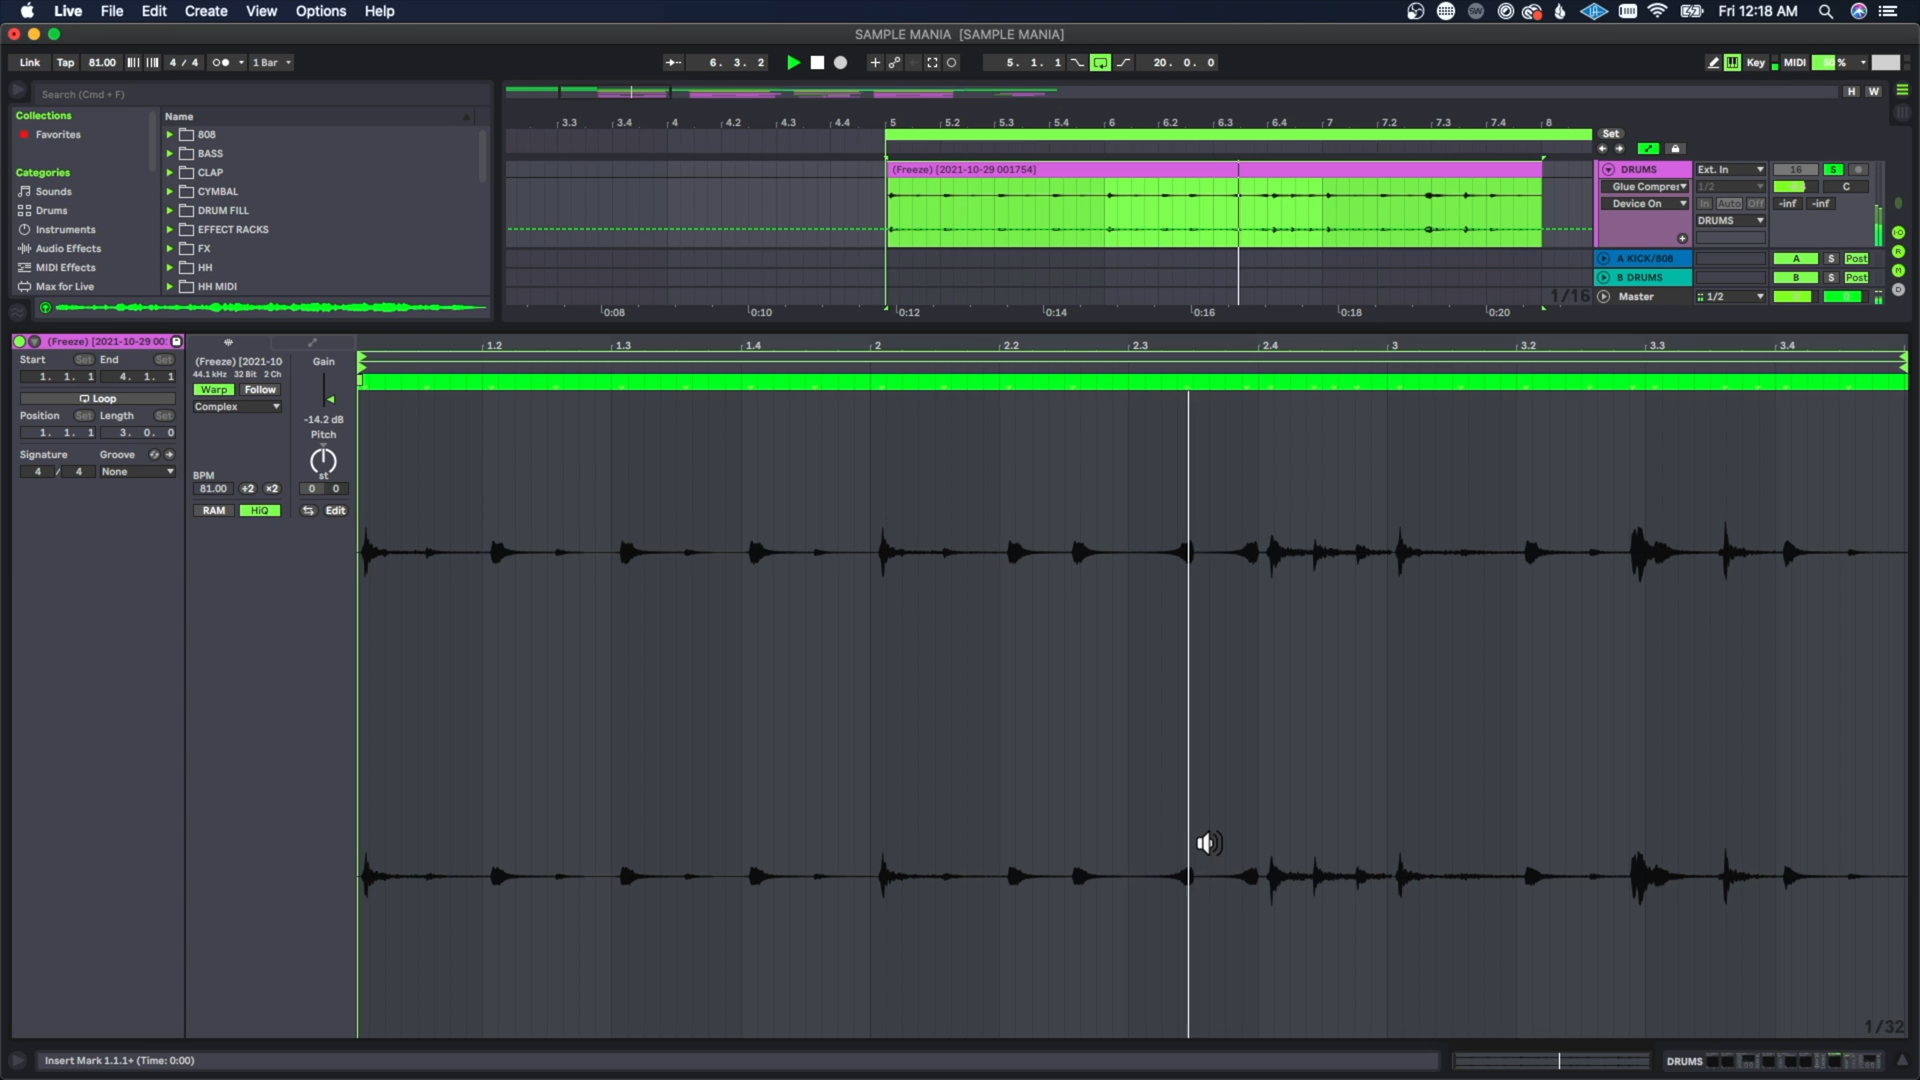 Live File Edit Create View Options Help Fri 12:18 AM
SAMPLE MANIA [SAMPLE MANIA]
Link Tap 81.00 4 / 4 1 Bar 6. 3. 2 5. 1. 1 20. 0. 0 Key MIDI %
Search (Cmd + F) H W
Collections Name
Favorites
Categories
Sounds
Drums
Instruments
Audio Effects
MIDI Effects
Max for Live
808
BASS
CLAP
CYMBAL
DRUM FILL
EFFECT RACKS
FX
HH
HH MIDI
3.3 3.4 4 4.2 4.3 4.4 5 5.2 5.3 5.4 6 6.2 6.3 6.4 7 7.2 7.3 7.4 8
Set
(Freeze) [2021-10-29 001754]
DRUMS Ext. In 16 S
Glue Compres 1/2 C
Device On In Auto Off -inf -inf
DRUMS
A KICK/808 A S Post
B DRUMS B S Post
1/16 Master 1/2
0:08 0:10 0:12 0:14 0:16 0:18 0:20
(Freeze) [2021-10-29 00:
Start Set End Set
1. 1. 1 4. 1. 1
Loop
Position Set Length Set
1. 1. 1 3. 0. 0
Signature Groove
4 / 4 None
(Freeze) [2021-10
44.1 kHz 32 Bit 2 Ch
Warp Follow
Complex
BPM
81.00 ÷2 ×2
RAM HiQ
Gain
-14.2 dB
Pitch
st
0 0
Edit
1.2 1.3 1.4 2 2.2 2.3 2.4 3 3.2 3.3 3.4
1/32
Insert Mark 1.1.1+ (Time: 0:00) DRUMS